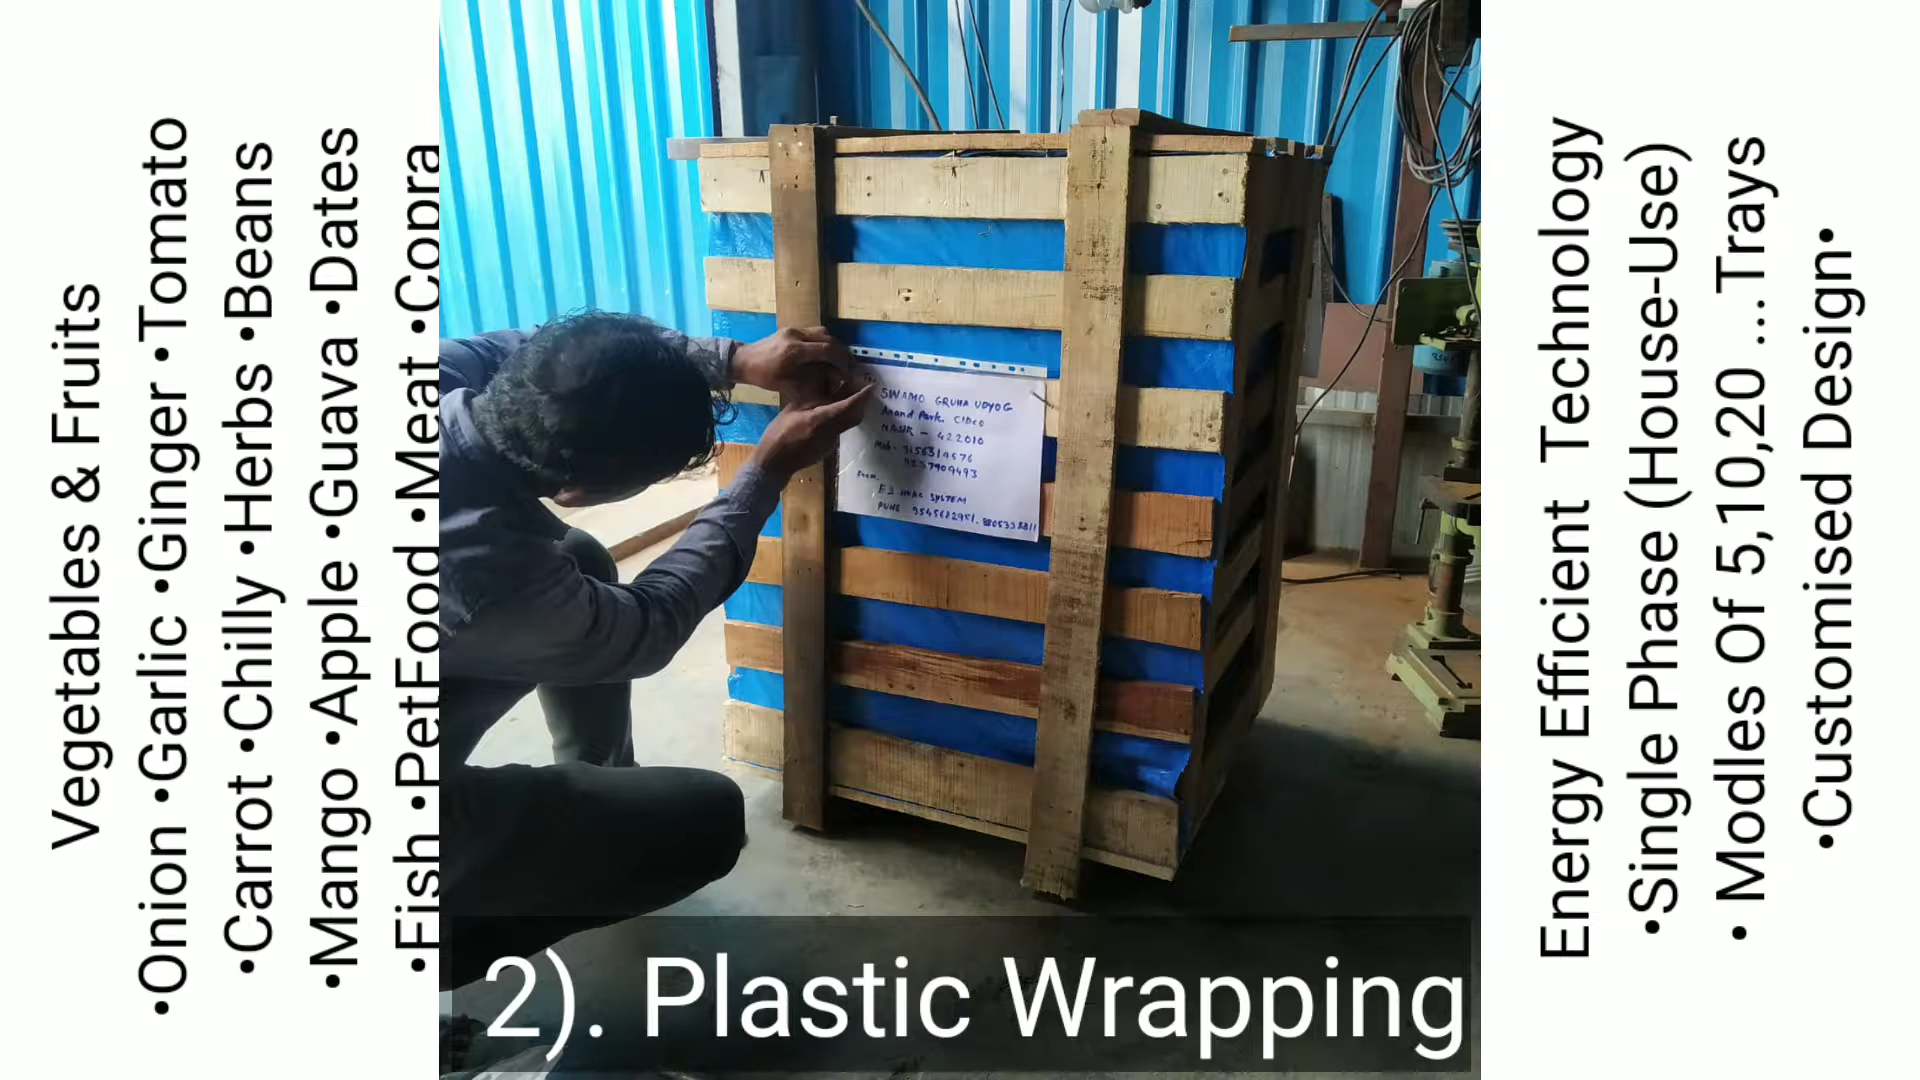 Vegetables & Fruits
•Onion •Garlic •Ginger •Tomato
•Carrot •Chilly •Herbs •Beans
•Mango •Apple •Guava •Dates
•Fish •PetFood •Meat •Copra
SWAMO GRUHA UDYOG
Anand Park, CIDCO
- 422010
Mob-
From.
E3 HVAC SYSTEM
PUNE
2). Plastic Wrapping
Energy Efficient Technology
•Single Phase (House-Use)
• Modles Of 5,10,20 ...Trays
•Customised Design•